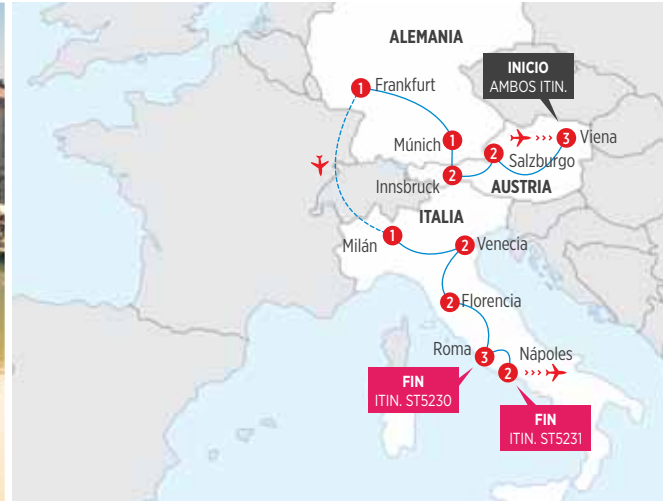 ALEMANIA
INICIO
AMBOS ITIN.
1 Frankfurt
3 Viena
Múnich 1
2
Salzburgo
Innsbruck 2
AUSTRIA
ITALIA
Milán 1
2 Venecia
2 Florencia
Roma 3
Nápoles
2
FIN
ITIN. ST5230
FIN
ITIN. ST5231